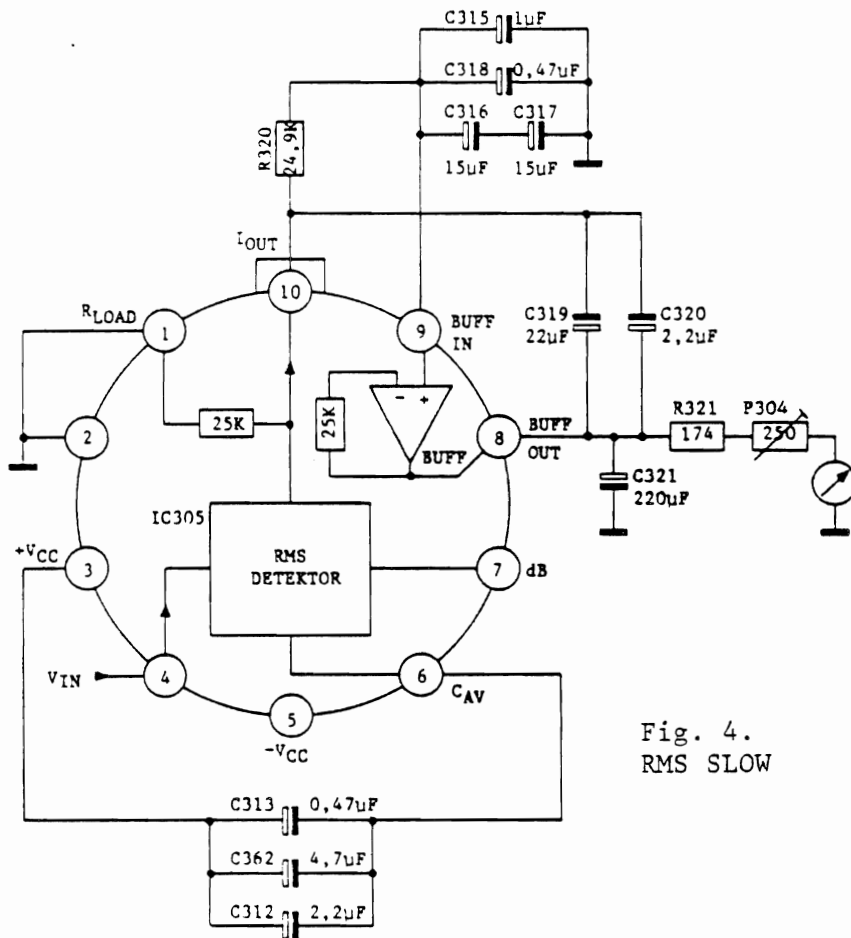 C315 1uF
C318 0,47uF
C316 C317
15uF 15uF
R320
24,9K
IOUT
10
RLOAD
1
9
BUFF
IN
C319
22uF
C320
2,2uF
25K
25K
- +
BUFF
2
8
BUFF
OUT
R321
174
P304
250
C321
220uF
IC305
RMS
DETEKTOR
+VCC
3
7
dB
VIN
4
6
CAV
5
-VCC
Fig. 4.
RMS SLOW
C313 0,47uF
C362 4,7uF
C312 2,2uF